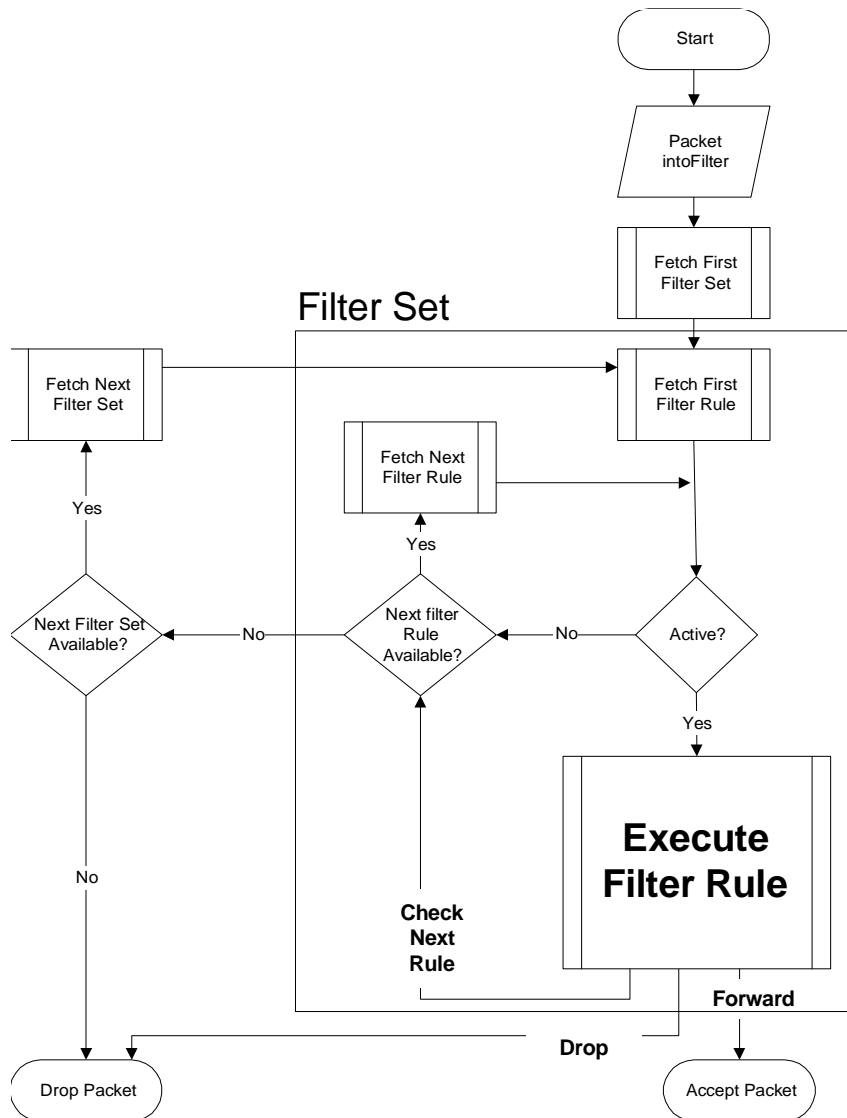 Start
Packet
intoFilter
Fetch First
Filter Set
Filter Set
Fetch Next
Filter Set
Fetch First
Filter Rule
Fetch Next
Filter Rule
Yes
Yes
Next Filter Set
Available?
No
Next filter
Rule
Available?
No
Active?
Yes
Execute
Filter Rule
No
Check
Next
Rule
Forward
Drop
Drop Packet
Accept Packet